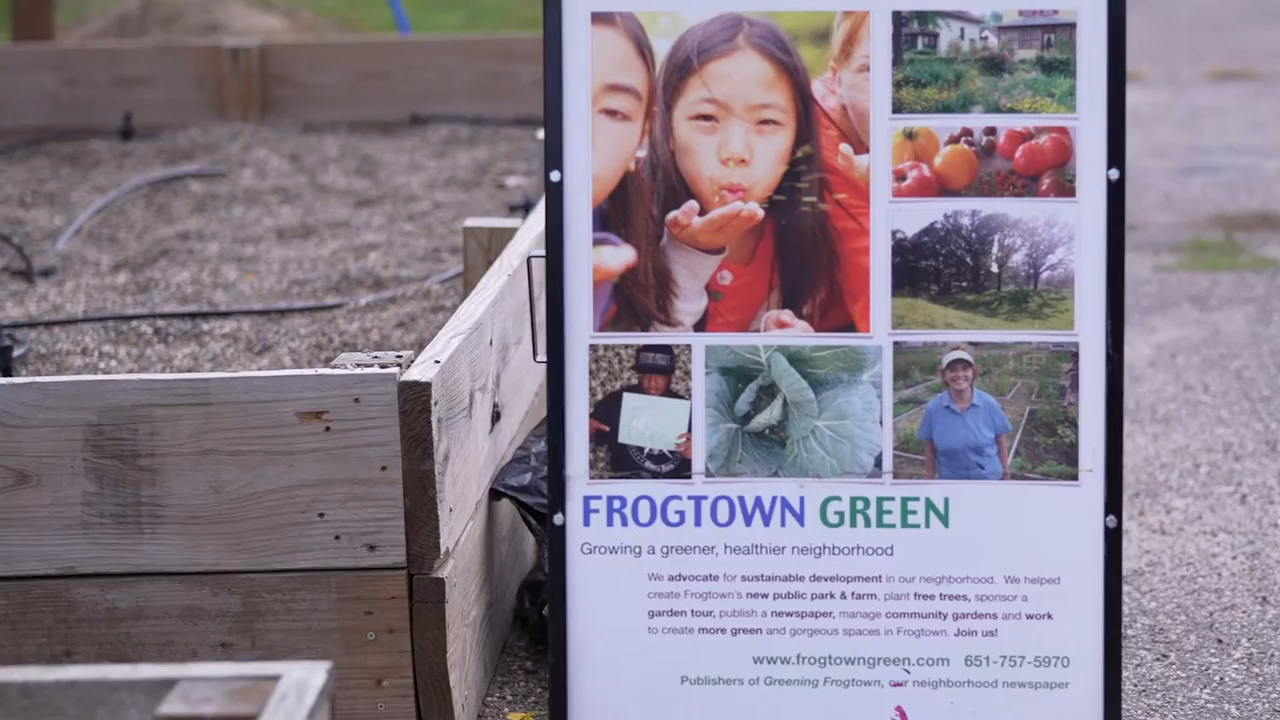 FROGTOWN GREEN
Growing a greener, healthier neighborhood
We advocate for sustainable development in our neighborhood. We helped
create Frogtown's new public park & farm, plant free trees, sponsor a
garden tour, publish a newspaper, manage community gardens and work
to create more green and gorgeous spaces in Frogtown. Join us!
www.frogtowngreen.com 651-757-5970
Publishers of Greening Frogtown, our neighborhood newspaper